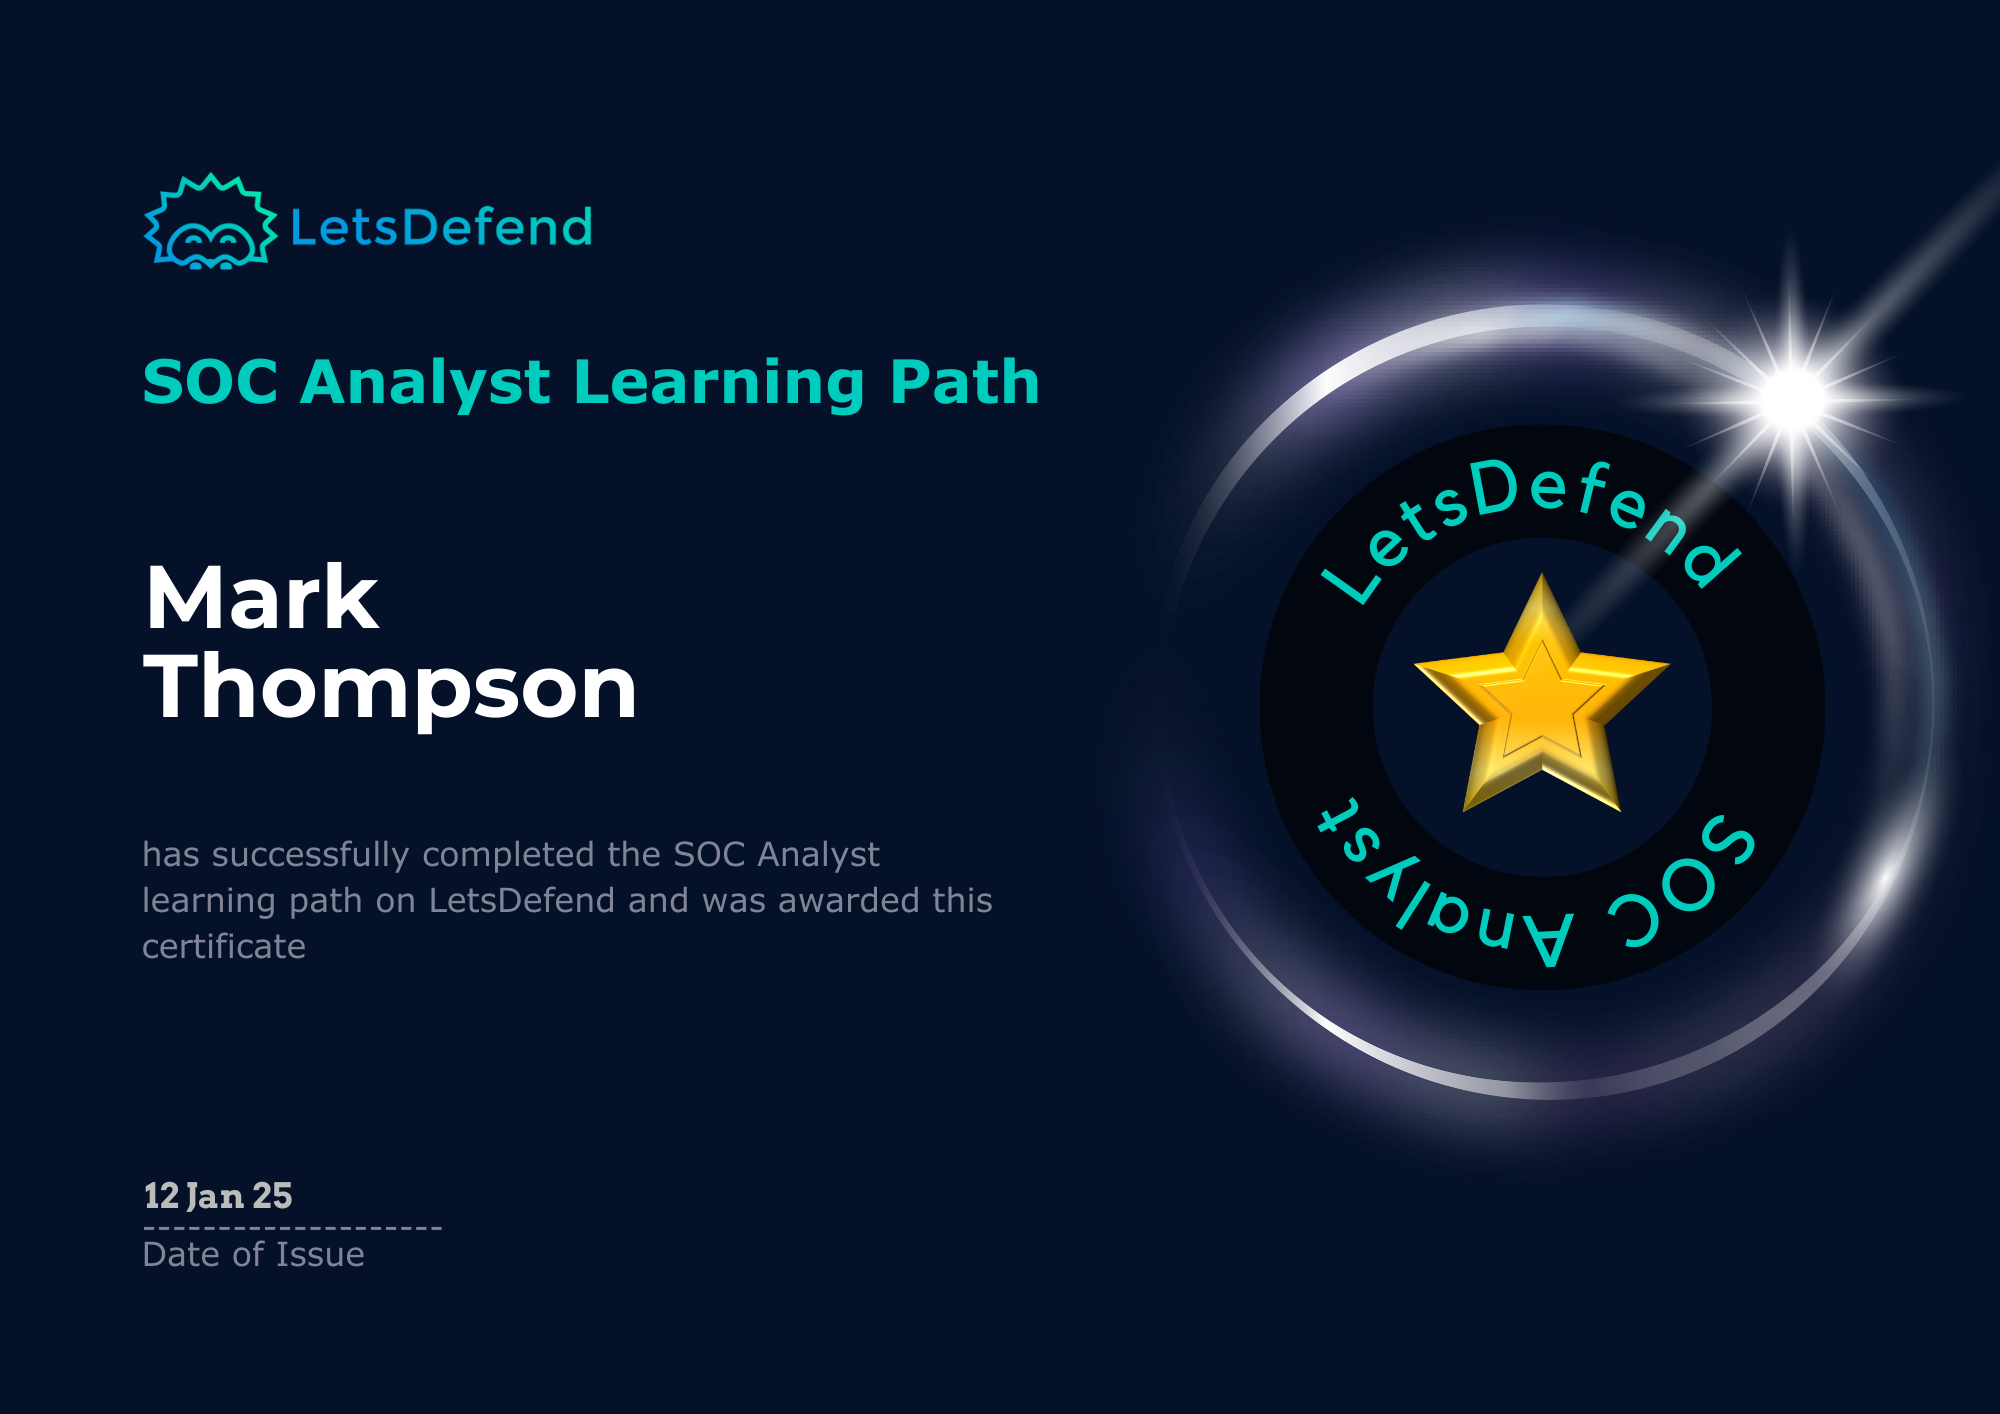 LetsDefend
SOC Analyst Learning Path
Mark
Thompson
has successfully completed the SOC Analyst
learning path on LetsDefend and was awarded this
certificate
12 Jan 25
--------------------
Date of Issue
LetsDefend
SOC Analyst